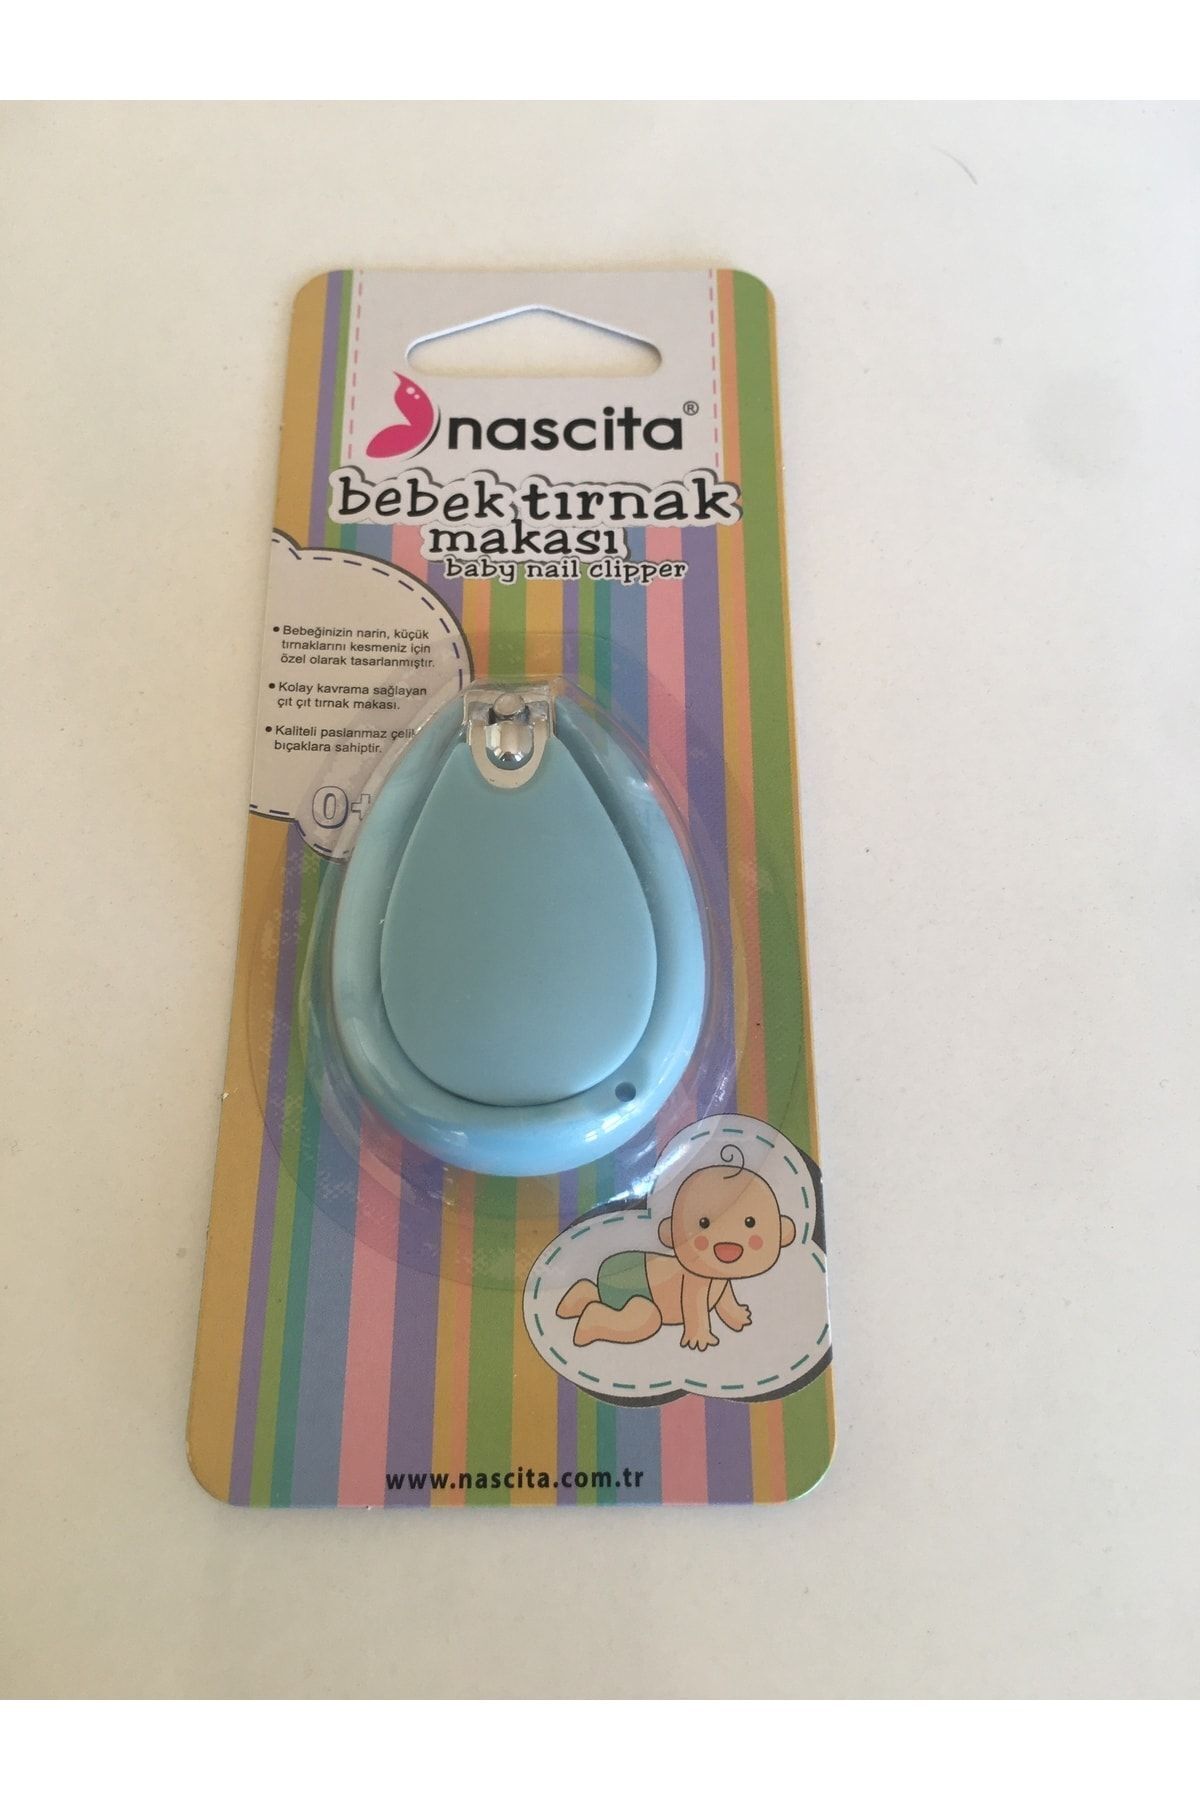 nascita®
bebek tırnak
makası
baby nail clipper
• Bebeğinizin narin, küçük
tırnaklarını kesmeniz için
özel olarak tasarlanmıştır.
• Kolay kavrama sağlayan
çıt çıt tırnak makası.
• Kaliteli paslanmaz çelik
bıçaklara sahiptir.
0+
www.nascita.com.tr